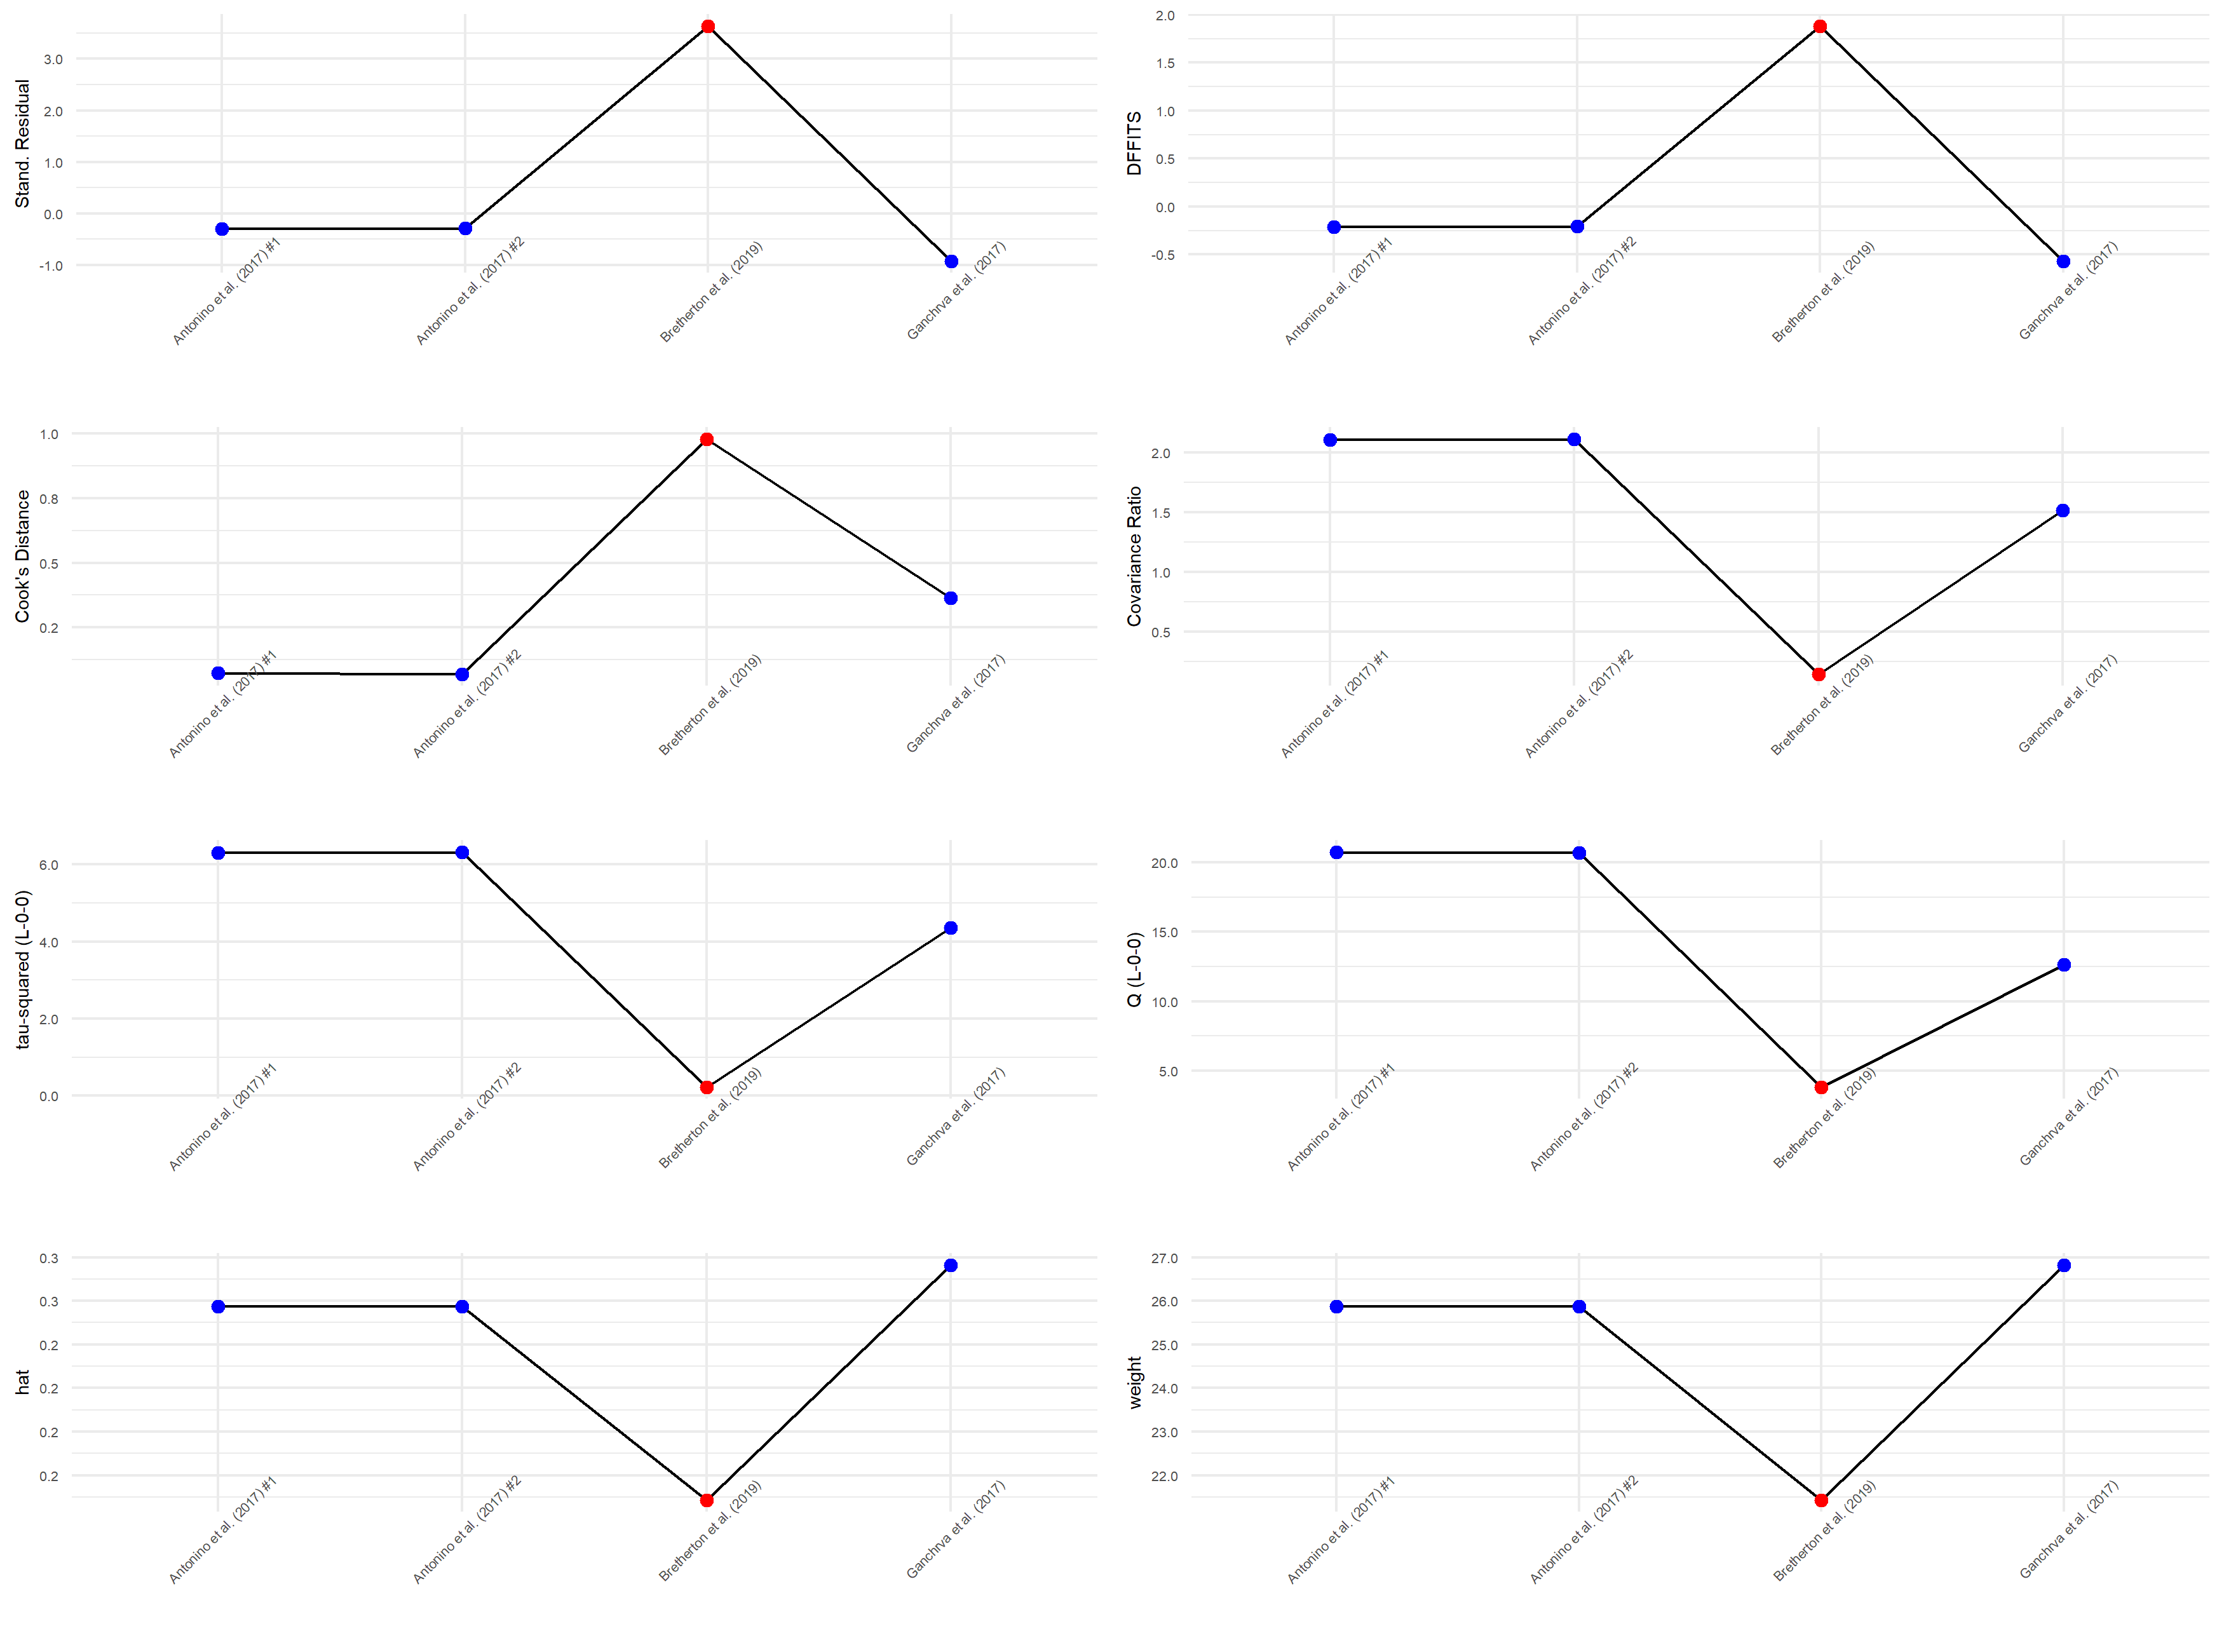 Stand. Residual
3.0
2.0
1.0
0.0
-1.0
Antonino et al. (2017) #1
Antonino et al. (2017) #2
Bretherton et al. (2019)
Ganchrva et al. (2017)
DFFITS
2.0
1.5
1.0
0.5
0.0
-0.5
Antonino et al. (2017) #1
Antonino et al. (2017) #2
Bretherton et al. (2019)
Ganchrva et al. (2017)
Cook's Distance
1.0
0.8
0.5
0.2
Antonino et al. (2017) #1
Antonino et al. (2017) #2
Bretherton et al. (2019)
Ganchrva et al. (2017)
Covariance Ratio
2.0
1.5
1.0
0.5
Antonino et al. (2017) #1
Antonino et al. (2017) #2
Bretherton et al. (2019)
Ganchrva et al. (2017)
tau-squared (L-0-0)
6.0
4.0
2.0
0.0
Antonino et al. (2017) #1
Antonino et al. (2017) #2
Bretherton et al. (2019)
Ganchrva et al. (2017)
Q (L-0-0)
20.0
15.0
10.0
5.0
Antonino et al. (2017) #1
Antonino et al. (2017) #2
Bretherton et al. (2019)
Ganchrva et al. (2017)
hat
0.3
0.3
0.2
0.2
0.2
0.2
Antonino et al. (2017) #1
Antonino et al. (2017) #2
Bretherton et al. (2019)
Ganchrva et al. (2017)
weight
27.0
26.0
25.0
24.0
23.0
22.0
Antonino et al. (2017) #1
Antonino et al. (2017) #2
Bretherton et al. (2019)
Ganchrva et al. (2017)